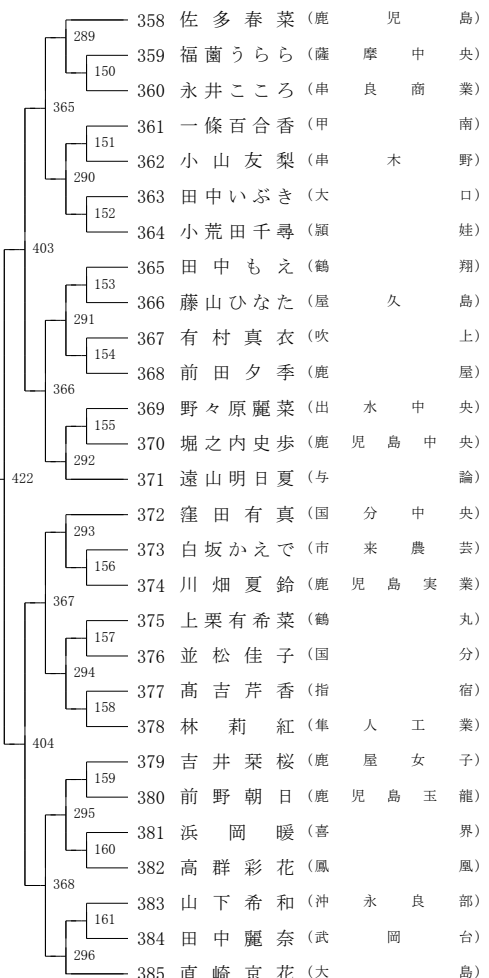 358 佐多春菜 (鹿児島)
289
359 福薗うらら (薩摩中央)
150
360 永井こころ (串良商業)
365
361 一條百合香 (甲南)
151
362 小山友梨 (串木野)
290
363 田中いぶき (大口)
152
364 小荒田千尋 (頴娃)
403
365 田中もえ (鶴翔)
153
366 藤山ひなた (屋久島)
291
367 有村真衣 (吹上)
154
368 前田夕季 (鹿屋)
366
369 野々原麗菜 (出水中央)
155
370 堀之内史歩 (鹿児島中央)
292
371 遠山明日夏 (与論)
422
372 窪田有真 (国分中央)
293
373 白坂かえで (市来農芸)
156
374 川畑夏鈴 (鹿児島実業)
367
375 上栗有希菜 (鶴丸)
157
376 並松佳子 (国分)
294
377 髙吉芹香 (指宿)
158
378 林莉紅 (隼人工業)
404
379 吉井栞桜 (鹿屋女子)
159
380 前野朝日 (鹿児島玉龍)
295
381 浜岡暖 (喜界)
160
382 高群彩花 (鳳凰)
368
383 山下希和 (沖永良部)
161
384 田中麗奈 (武岡台)
296
385 直崎京花 (大島)